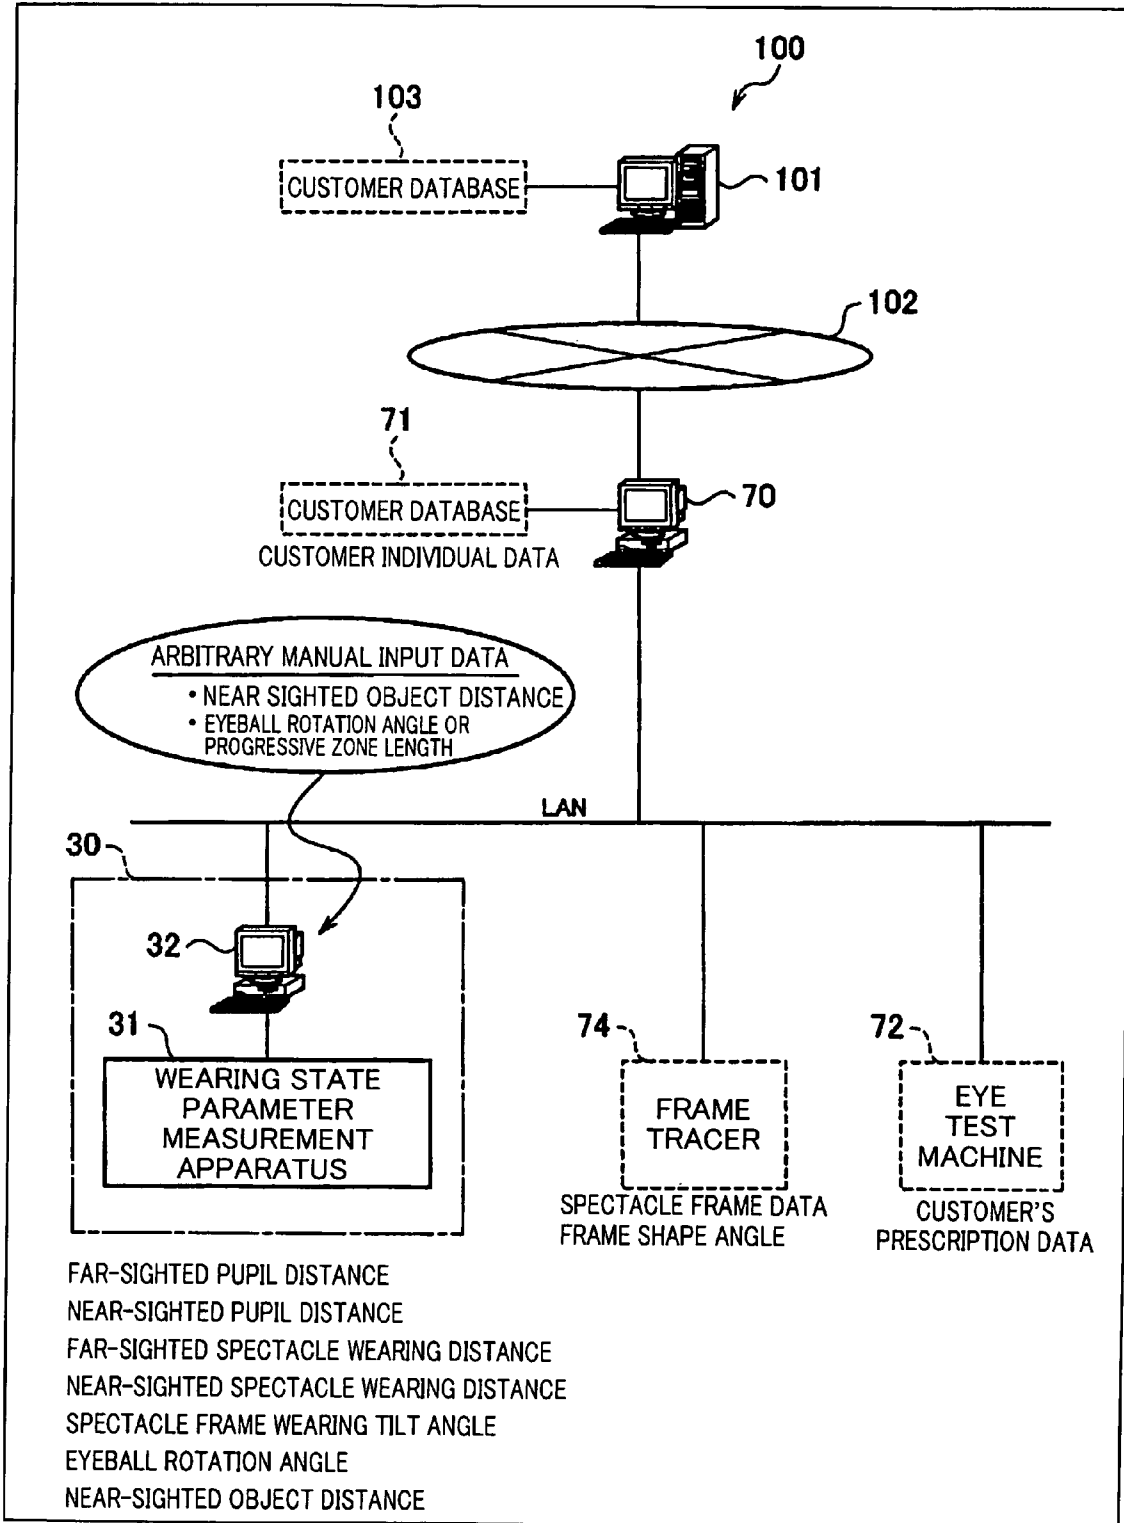 100
103
CUSTOMER DATABASE
101
102
71
CUSTOMER DATABASE
70
CUSTOMER INDIVIDUAL DATA
ARBITRARY MANUAL INPUT DATA
• NEAR SIGHTED OBJECT DISTANCE
• EYEBALL ROTATION ANGLE OR
PROGRESSIVE ZONE LENGTH
LAN
30
32
31
WEARING STATE
PARAMETER
MEASUREMENT
APPARATUS
74
FRAME
TRACER
SPECTACLE FRAME DATA
FRAME SHAPE ANGLE
72
EYE
TEST
MACHINE
CUSTOMER'S
PRESCRIPTION DATA
FAR-SIGHTED PUPIL DISTANCE
NEAR-SIGHTED PUPIL DISTANCE
FAR-SIGHTED SPECTACLE WEARING DISTANCE
NEAR-SIGHTED SPECTACLE WEARING DISTANCE
SPECTACLE FRAME WEARING TILT ANGLE
EYEBALL ROTATION ANGLE
NEAR-SIGHTED OBJECT DISTANCE